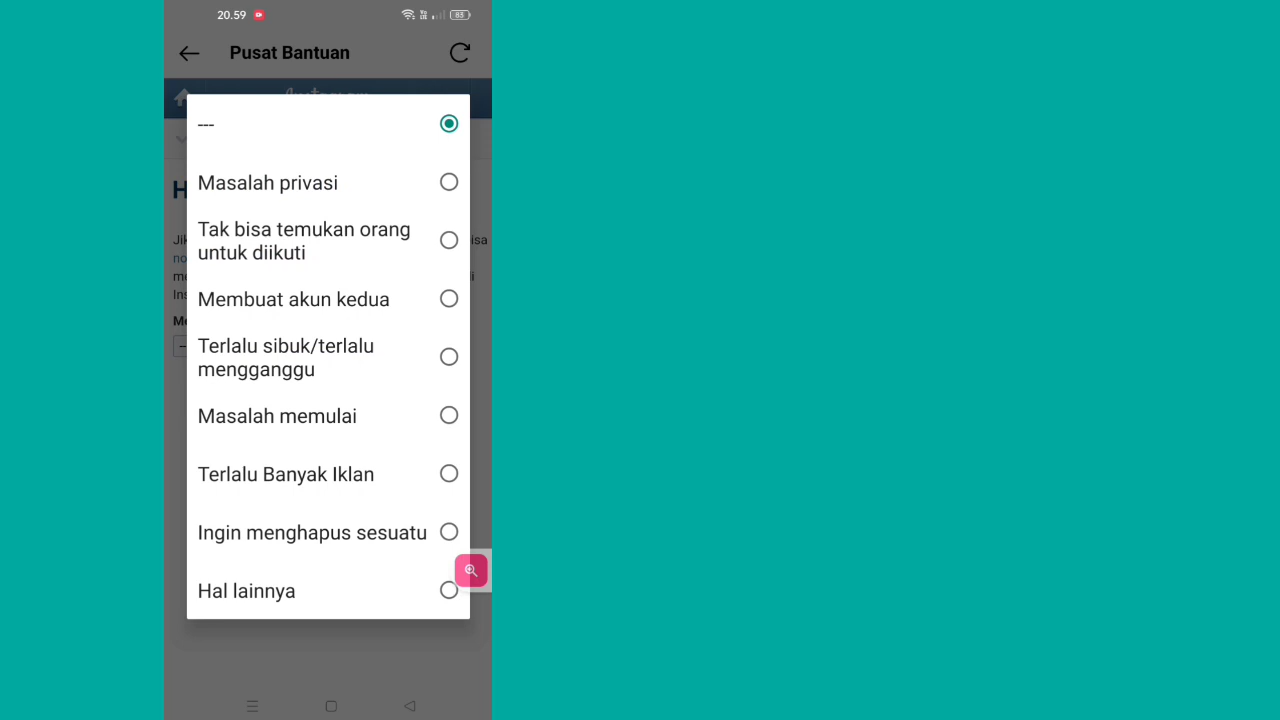 20.59
83
Pusat Bantuan
---
Masalah privasi
Tak bisa temukan orang
untuk diikuti
Membuat akun kedua
Terlalu sibuk/terlalu
mengganggu
Masalah memulai
Terlalu Banyak Iklan
Ingin menghapus sesuatu
Hal lainnya